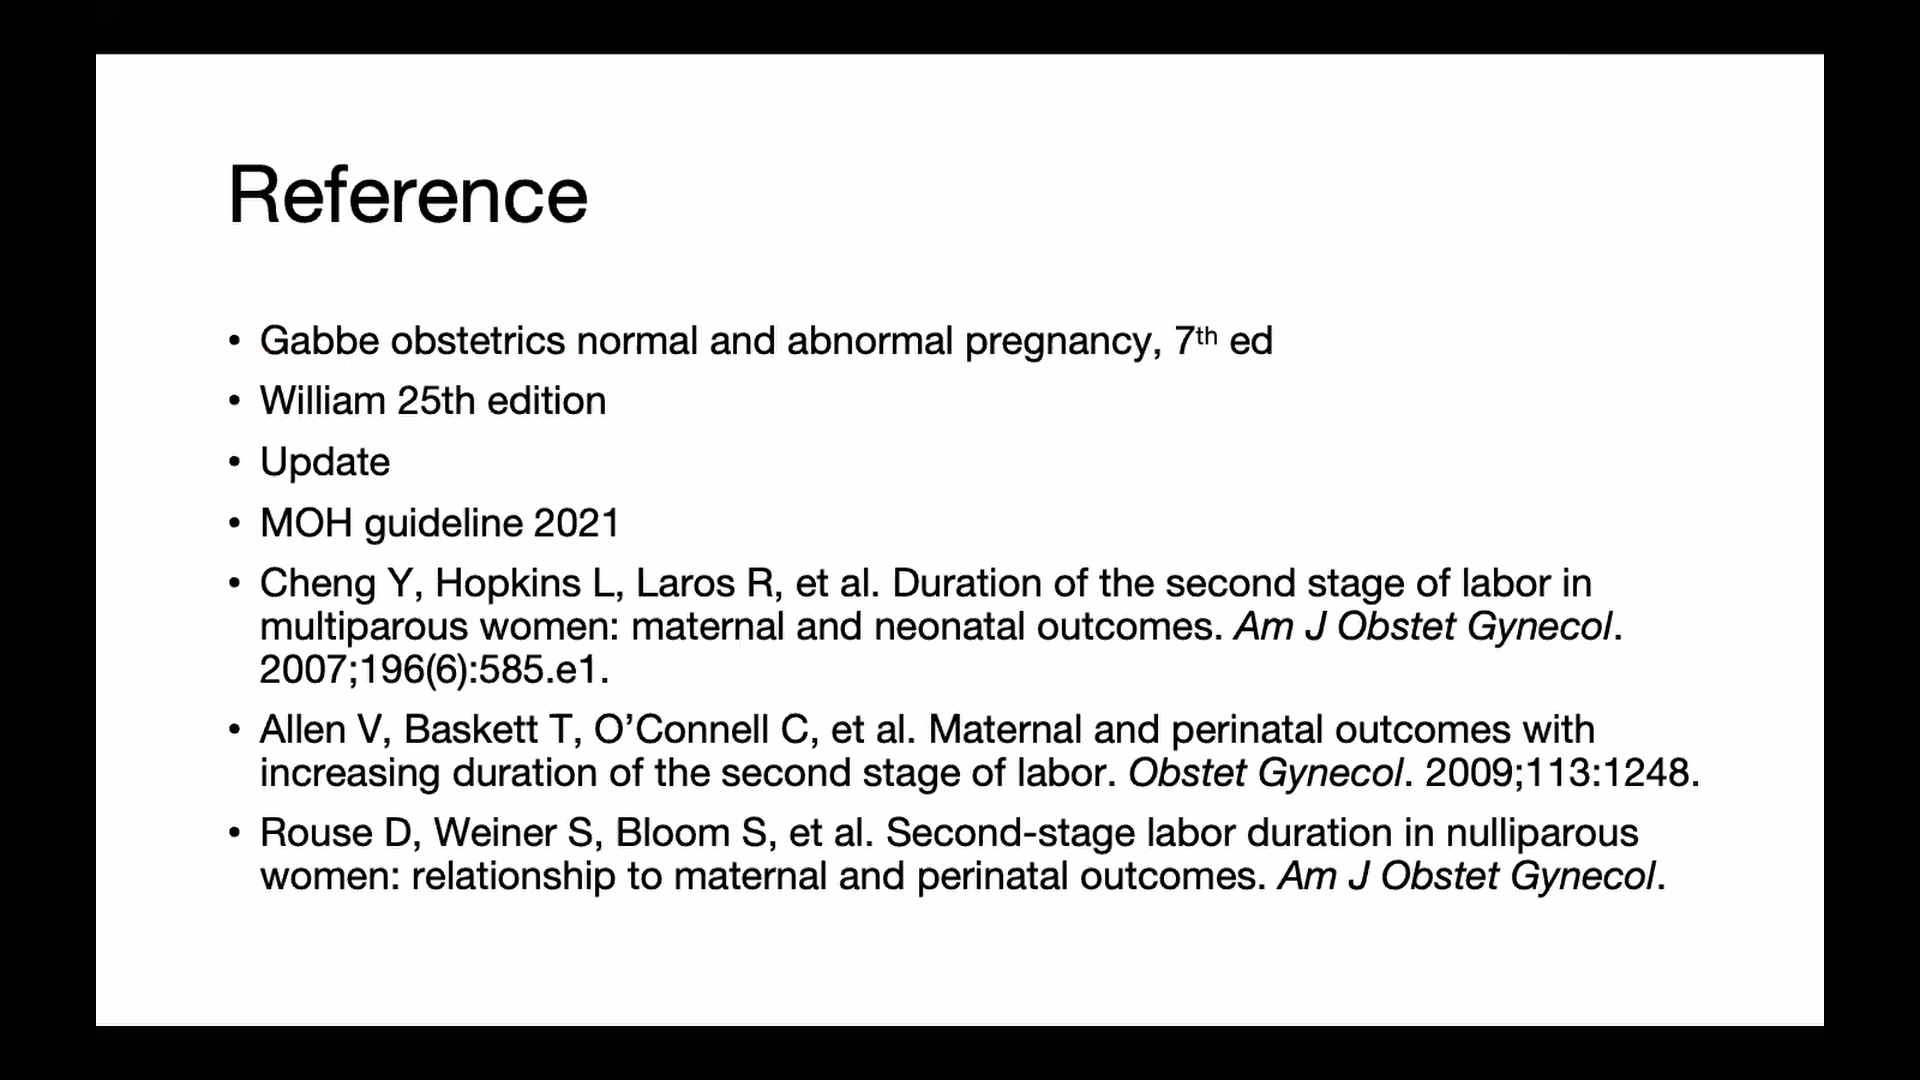 Reference
• Gabbe obstetrics normal and abnormal pregnancy, 7th ed
• William 25th edition
• Update
• MOH guideline 2021
• Cheng Y, Hopkins L, Laros R, et al. Duration of the second stage of labor in
multiparous women: maternal and neonatal outcomes. Am J Obstet Gynecol.
2007;196(6):585.e1.
• Allen V, Baskett T, O’Connell C, et al. Maternal and perinatal outcomes with
increasing duration of the second stage of labor. Obstet Gynecol. 2009;113:1248.
• Rouse D, Weiner S, Bloom S, et al. Second-stage labor duration in nulliparous
women: relationship to maternal and perinatal outcomes. Am J Obstet Gynecol.